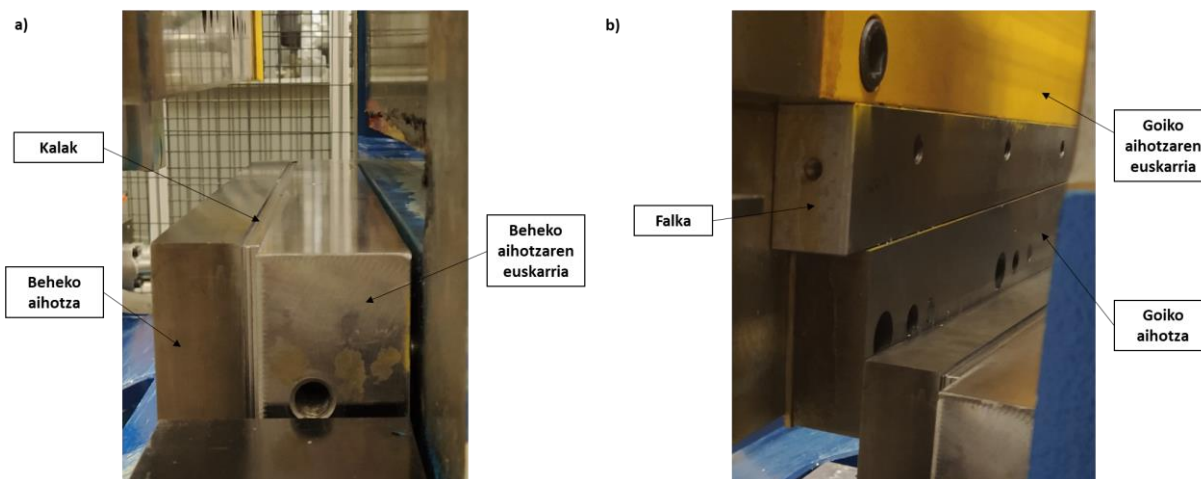 a)
Kalak
Beheko
aihotza
Beheko
aihotzaren
euskarria
b)
Falka
Goiko
aihotzaren
euskarria
Goiko
aihotza